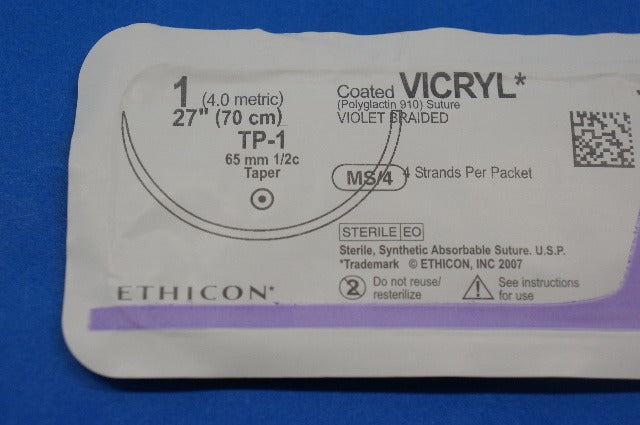 1 (4.0 metric)
27" (70 cm)
TP-1
65 mm 1/2c
Taper
Coated VICRYL*
(Polyglactin 910) Suture
VIOLET BRAIDED
MS/4 4 Strands Per Packet
STERILE EO
Sterile, Synthetic Absorbable Suture. U.S.P.
*Trademark © ETHICON, INC 2007
2 Do not reuse/
resterilize
See instructions
for use
ETHICON*